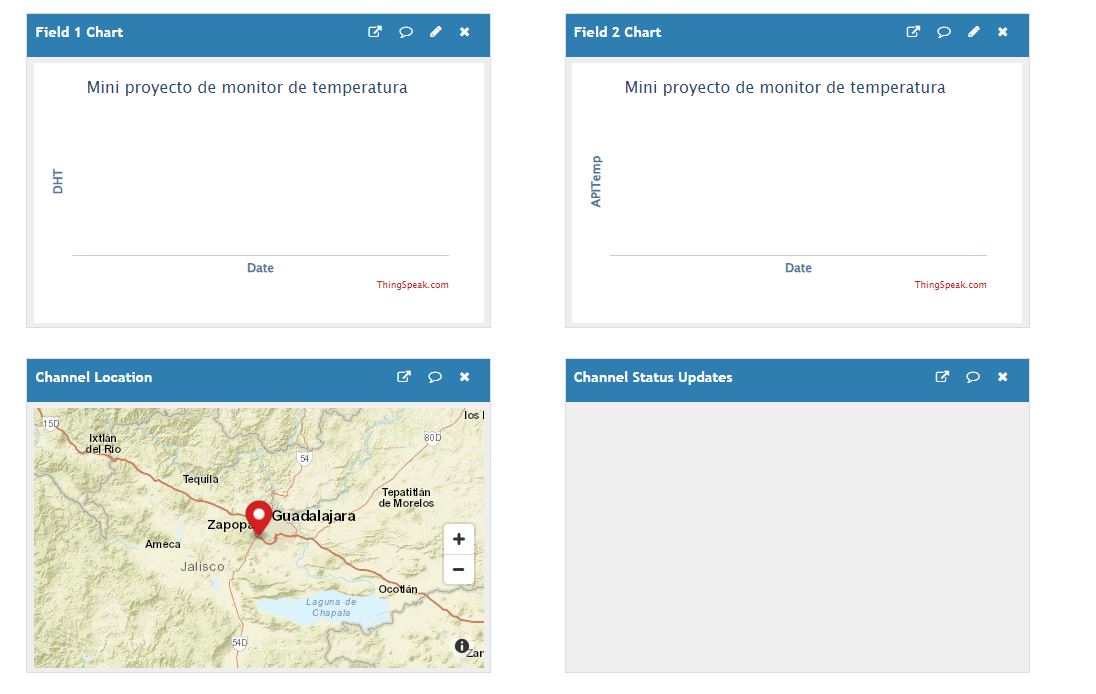 Field 1 Chart
Mini proyecto de monitor de temperatura
DHT
Date
ThingSpeak.com
Field 2 Chart
Mini proyecto de monitor de temperatura
APITemp
Date
ThingSpeak.com
Channel Location
15D
los
Ixtlán
del Rio
80D
54
Tequila
Tepatitlán
de Morelos
Guadalajara
Zapopa
Ameca
Jalisco
Ocotlán
Laguna de
Chapala
54D
Zar
+
−
Channel Status Updates